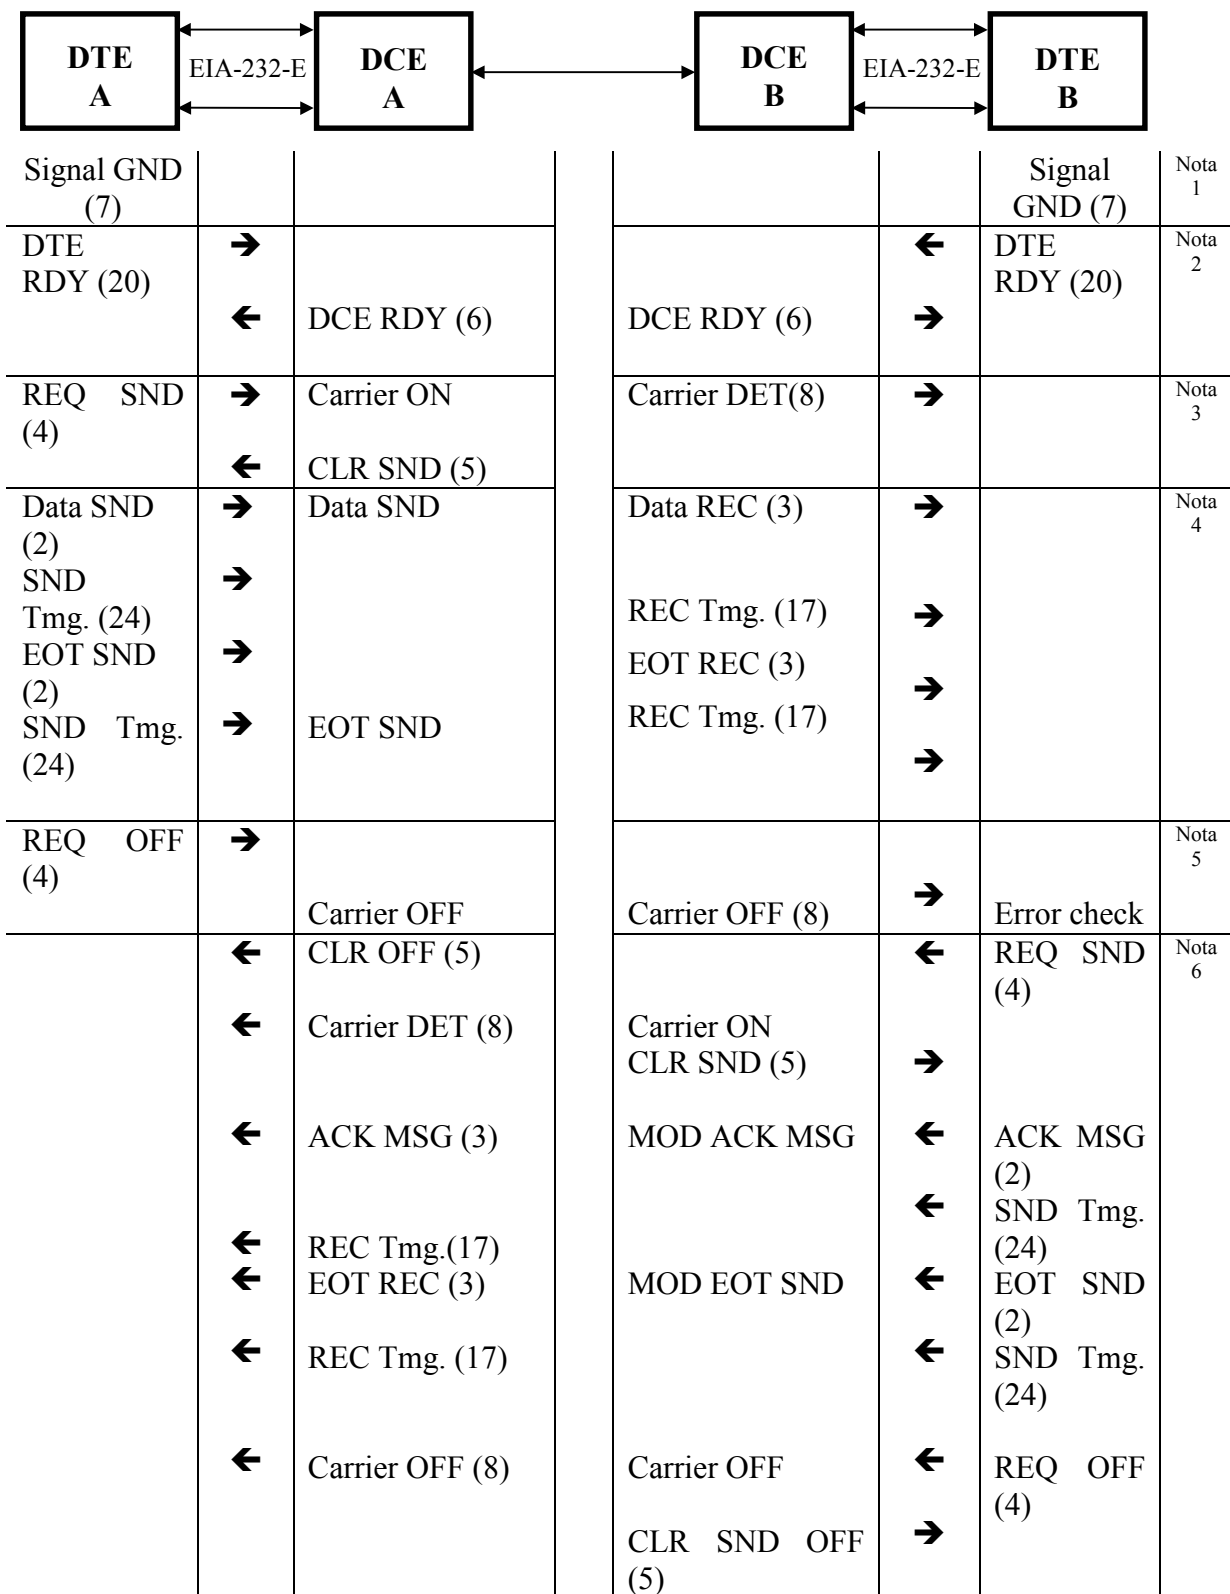 DTE A
EIA-232-E
DCE A
DCE B
EIA-232-E
DTE B
Signal GND (7)
Signal GND (7)
Nota 1
DTE RDY (20)
DTE RDY (20)
Nota 2
DCE RDY (6)
DCE RDY (6)
REQ SND (4)
Carrier ON
Carrier DET(8)
Nota 3
CLR SND (5)
Data SND (2)
Data SND
Data REC (3)
Nota 4
SND Tmg. (24)
REC Tmg. (17)
EOT SND (2)
EOT REC (3)
SND Tmg. (24)
EOT SND
REC Tmg. (17)
REQ OFF (4)
Nota 5
Carrier OFF
Carrier OFF (8)
Error check
CLR OFF (5)
REQ SND (4)
Nota 6
Carrier DET (8)
Carrier ON
CLR SND (5)
ACK MSG (3)
MOD ACK MSG
ACK MSG (2)
SND Tmg. (24)
REC Tmg.(17)
EOT REC (3)
MOD EOT SND
EOT SND (2)
REC Tmg. (17)
SND Tmg. (24)
Carrier OFF (8)
Carrier OFF
REQ OFF (4)
CLR SND OFF (5)